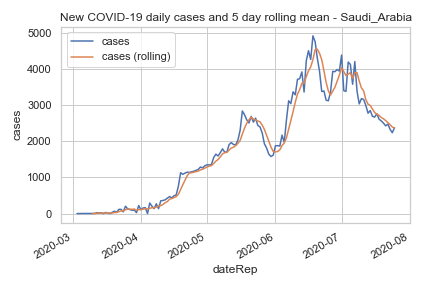 New COVID-19 daily cases and 5 day rolling mean - Saudi_Arabia
cases
cases (rolling)
5000
4000
3000
2000
1000
0
cases
2020-03
2020-04
2020-05
2020-06
2020-07
2020-08
dateRep